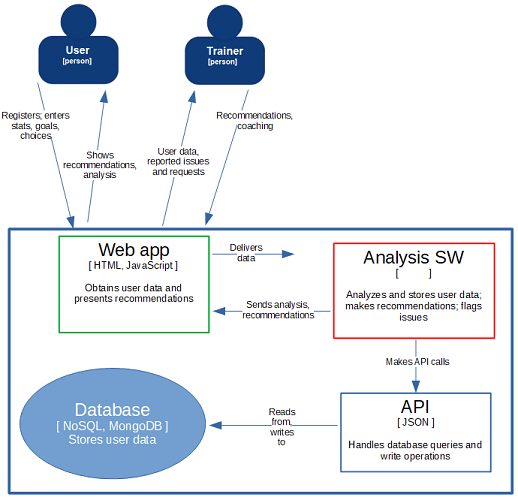 User
[person]
Trainer
[person]
Registers; enters
stats, goals,
choices
Shows
recommendations,
analysis
User data,
reported issues
and requests
Recommendations,
coaching
Web app
[ HTML, JavaScript ]
Obtains user data and
presents recommendations
Delivers
data
Sends analysis,
recommendations
Analysis SW
[ ]
Analyzes and stores user data;
makes recommendations; flags
issues
Makes API calls
Database
[ NoSQL, MongoDB ]
Stores user data
Reads
from,
writes
to
API
[ JSON ]
Handles database queries and
write operations